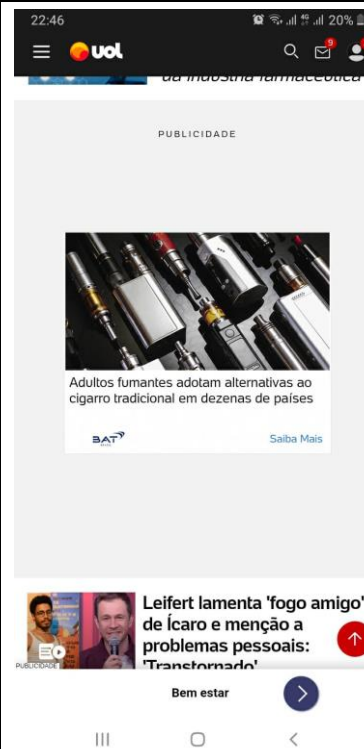 22:46
20%
uol
9
da indústria farmacêutica
PUBLICIDADE
Adultos fumantes adotam alternativas ao
cigarro tradicional em dezenas de países
BAT
Saiba Mais
Leifert lamenta 'fogo amigo'
de Ícaro e menção a
problemas pessoais:
'Transtornado'
PUBLICIDADE
Bem estar